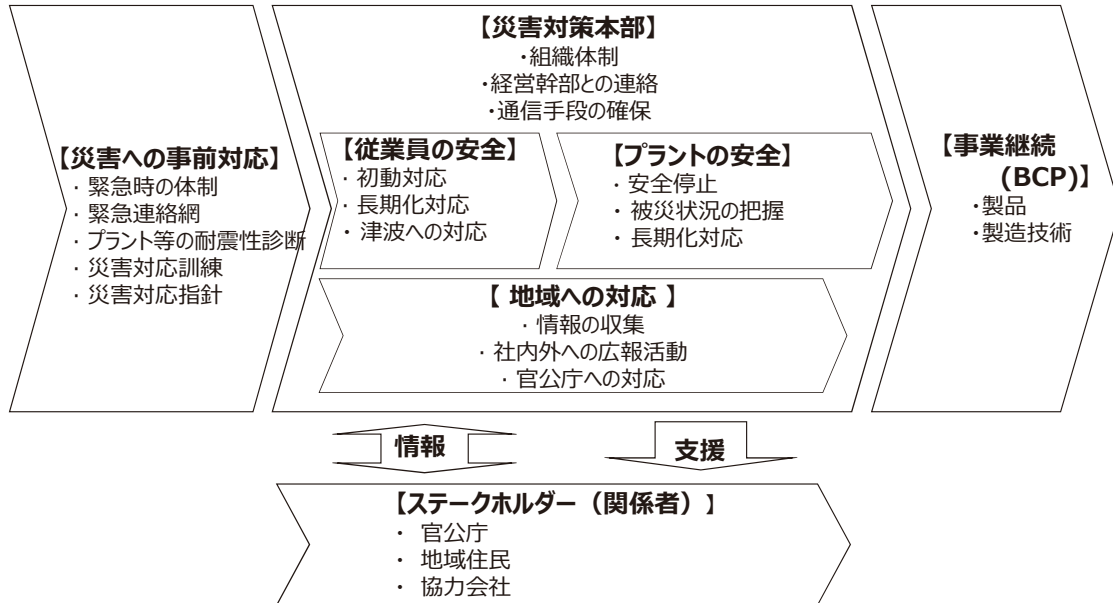 【災害への事前対応】
・緊急時の体制
・緊急連絡網
・プラント等の耐震性診断
・災害対応訓練
・災害対応指針
【災害対策本部】
・組織体制
・経営幹部との連絡
・通信手段の確保
【従業員の安全】
・初動対応
・長期化対応
・津波への対応
【プラントの安全】
・安全停止
・被災状況の把握
・長期化対応
【 地域への対応 】
・情報の収集
・社内外への広報活動
・官公庁への対応
【事業継続
(BCP)】
・製品
・製造技術
情報
支援
【ステークホルダー（関係者）】
・ 官公庁
・ 地域住民
・ 協力会社